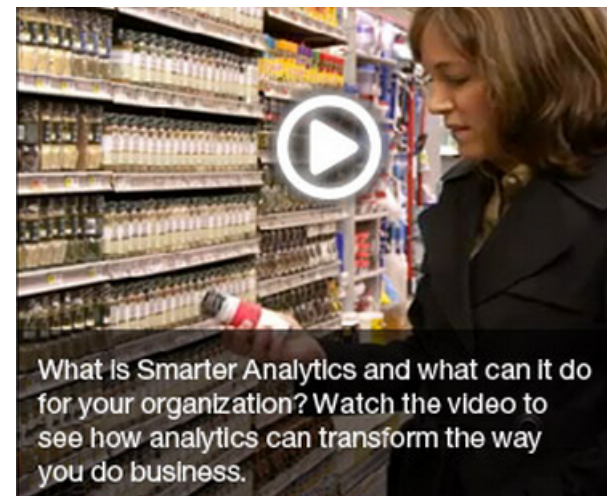 What is Smarter Analytics and what can it do
for your organization? Watch the video to
see how analytics can transform the way
you do business.